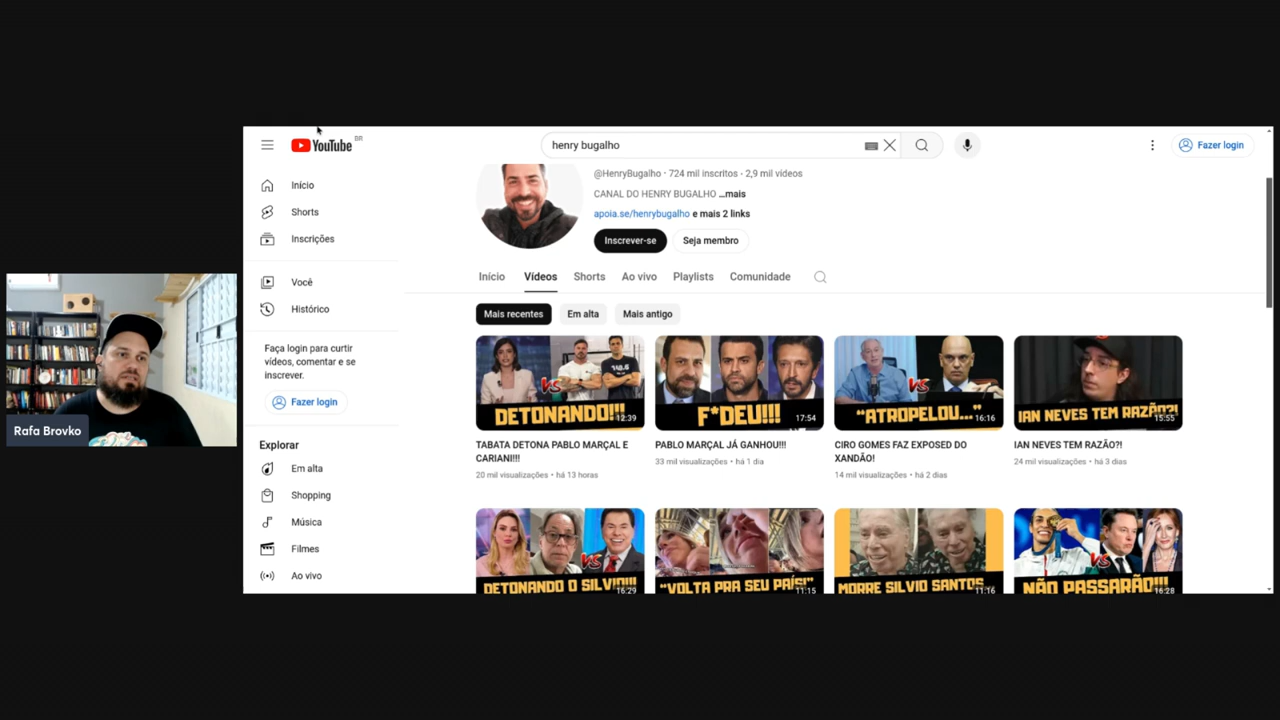 YouTube BR
henry bugalho
Fazer login
Início
Shorts
Inscrições
Você
Histórico
Faça login para curtir
vídeos, comentar e se
inscrever.
Fazer login
Explorar
Em alta
Shopping
Música
Filmes
Ao vivo
Rafa Brovko
@HenryBugalho · 724 mil inscritos · 2,9 mil vídeos
CANAL DO HENRY BUGALHO ...mais
apoia.se/henrybugalho e mais 2 links
Inscrever-se
Seja membro
Início Vídeos Shorts Ao vivo Playlists Comunidade
Mais recentes Em alta Mais antigo
VS
DETONANDO!!!
12:39
TABATA DETONA PABLO MARÇAL E
CARIANI!!!
20 mil visualizações • há 13 horas
F*DEU!!!
17:54
PABLO MARÇAL JÁ GANHOU!!!
33 mil visualizações • há 1 dia
VS
“ATROPELOU...”
16:16
CIRO GOMES FAZ EXPOSED DO
XANDÃO!
14 mil visualizações • há 2 dias
IAN NEVES TEM RAZÃO?!
15:55
IAN NEVES TEM RAZÃO?!
24 mil visualizações • há 3 dias
VS
DETONANDO O SILVIO!!!
16:29
“VOLTA PRA SEU PAÍS!”
11:15
MORRE SILVIO SANTOS...
11:16
VS
NÃO PASSARÃO!!!
16:28